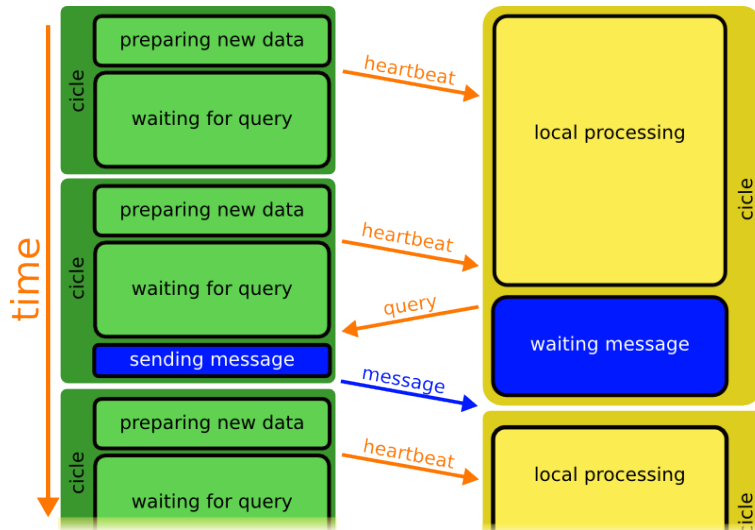 time
cicle
preparing new data
waiting for query
heartbeat
local processing
cicle
cicle
preparing new data
waiting for query
sending message
heartbeat
query
message
waiting message
cicle
preparing new data
waiting for query
heartbeat
local processing
cicle